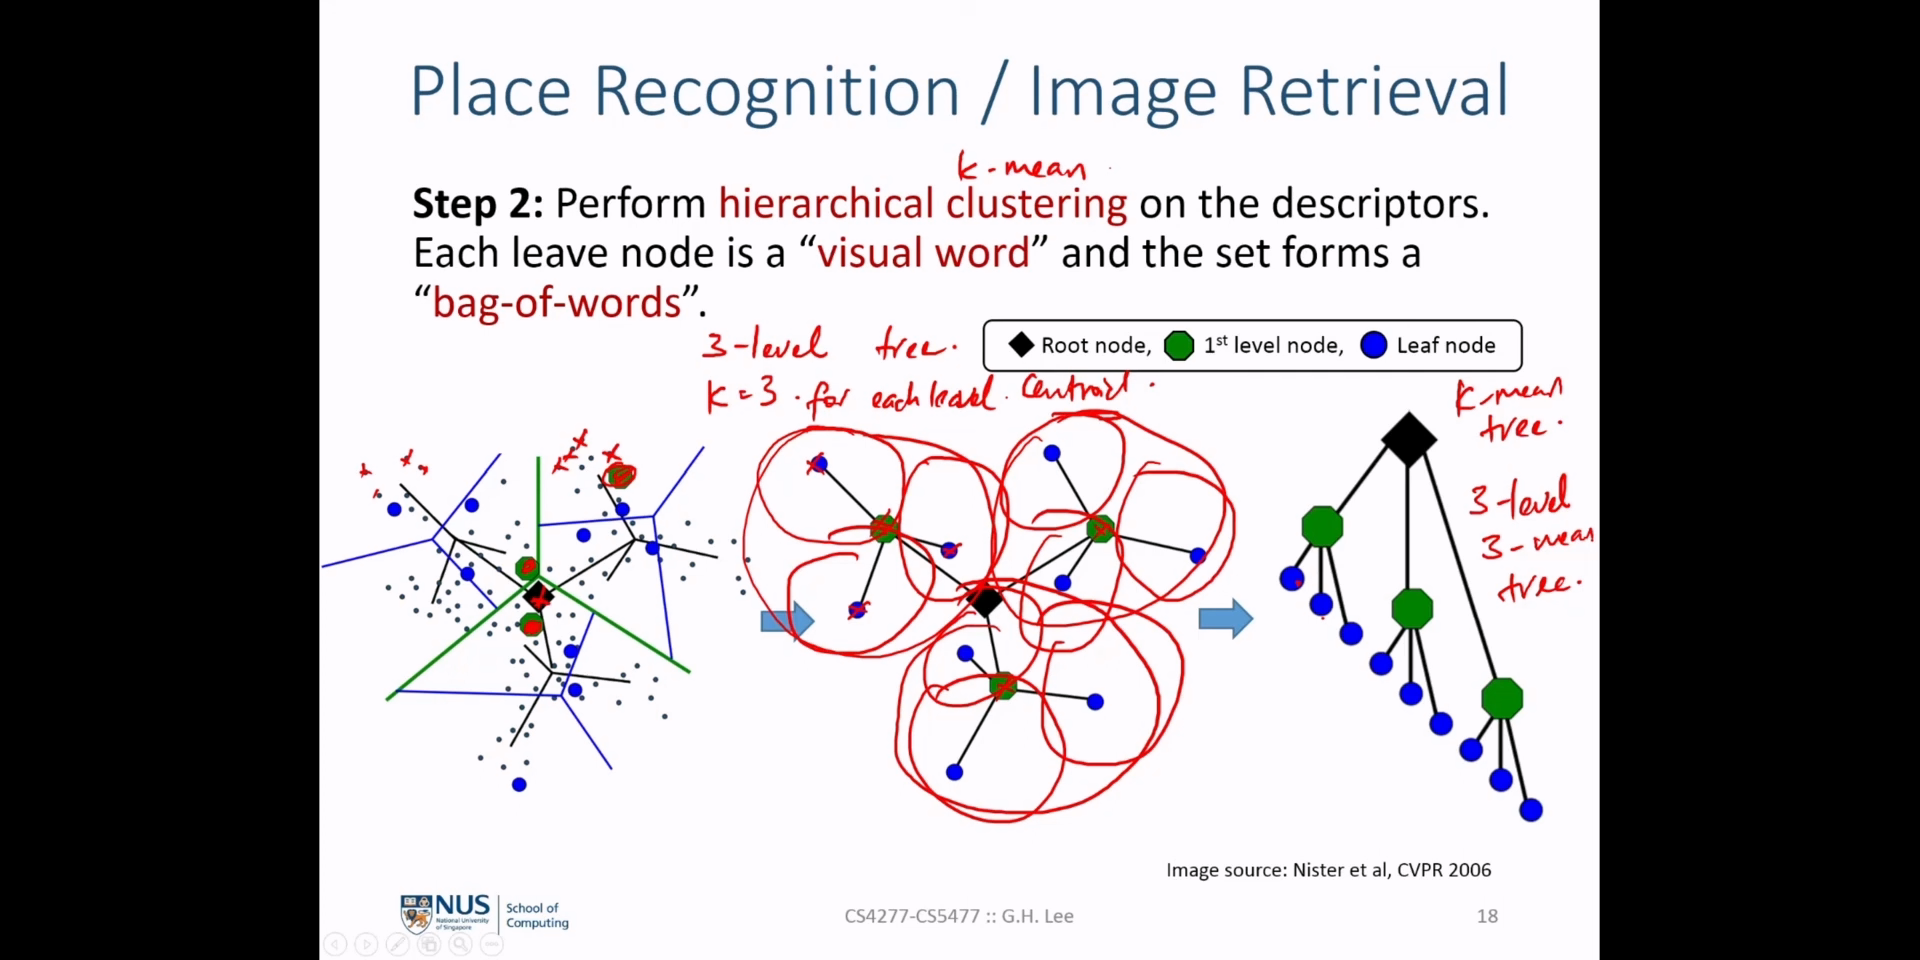 Place Recognition / Image Retrieval
k-mean
Step 2: Perform hierarchical clustering on the descriptors.
Each leave node is a “visual word” and the set forms a
“bag-of-words”.
3-level tree.
K=3. for each level. Centroid.
Root node, 1st level node, Leaf node
k-mean
tree.
3-level
3-mean
tree.
Image source: Nister et al, CVPR 2006
NUS
National University
of Singapore
School of
Computing
CS4277-CS5477 :: G.H. Lee
18